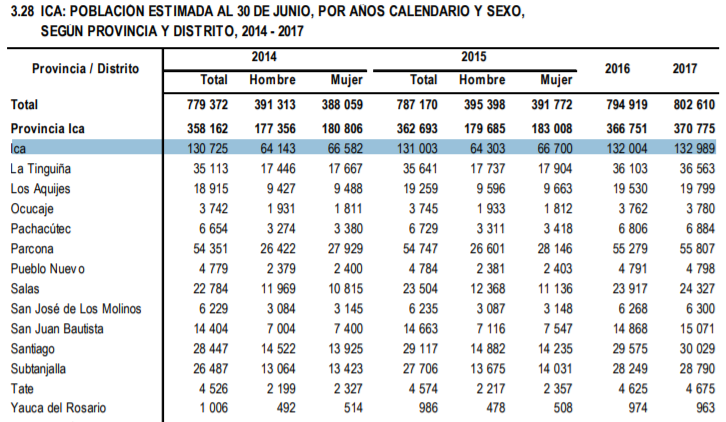 3.28 ICA: POBLACIÓN ESTIMADA AL 30 DE JUNIO, POR AÑOS CALENDARIO Y SEXO,
SEGÚN PROVINCIA Y DISTRITO, 2014 - 2017
Provincia / Distrito 2014 2015 2016 2017
Total Hombre Mujer Total Hombre Mujer
Total 779 372 391 313 388 059 787 170 395 398 391 772 794 919 802 610
Provincia Ica 358 162 177 356 180 806 362 693 179 685 183 008 366 751 370 775
Ica 130 725 64 143 66 582 131 003 64 303 66 700 132 004 132 989
La Tinguiña 35 113 17 446 17 667 35 641 17 737 17 904 36 103 36 563
Los Aquijes 18 915 9 427 9 488 19 259 9 596 9 663 19 530 19 799
Ocucaje 3 742 1 931 1 811 3 745 1 933 1 812 3 762 3 780
Pachacútec 6 654 3 274 3 380 6 729 3 311 3 418 6 806 6 884
Parcona 54 351 26 422 27 929 54 747 26 601 28 146 55 279 55 807
Pueblo Nuevo 4 779 2 379 2 400 4 784 2 381 2 403 4 791 4 798
Salas 22 784 11 969 10 815 23 504 12 368 11 136 23 917 24 327
San José de Los Molinos 6 229 3 084 3 145 6 235 3 087 3 148 6 268 6 300
San Juan Bautista 14 404 7 004 7 400 14 663 7 116 7 547 14 868 15 071
Santiago 28 447 14 522 13 925 29 117 14 882 14 235 29 575 30 029
Subtanjalla 26 487 13 064 13 423 27 706 13 675 14 031 28 249 28 790
Tate 4 526 2 199 2 327 4 574 2 217 2 357 4 625 4 675
Yauca del Rosario 1 006 492 514 986 478 508 974 963